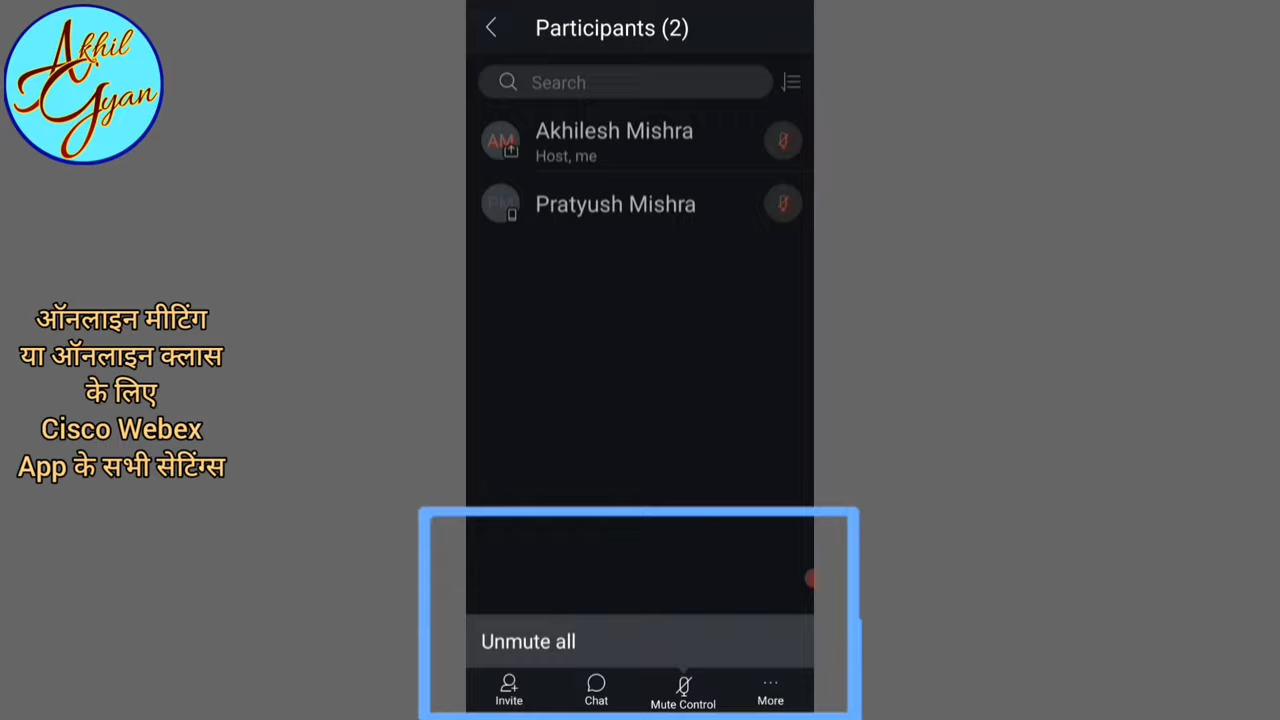 Akhil
Gyan
ऑनलाइन मीटिंग
या ऑनलाइन क्लास
के लिए
Cisco Webex
App के सभी सेटिंग्स
Participants (2)
Search
AM
Akhilesh Mishra
Host, me
PM
Pratyush Mishra
Unmute all
Invite
Chat
Mute Control
More